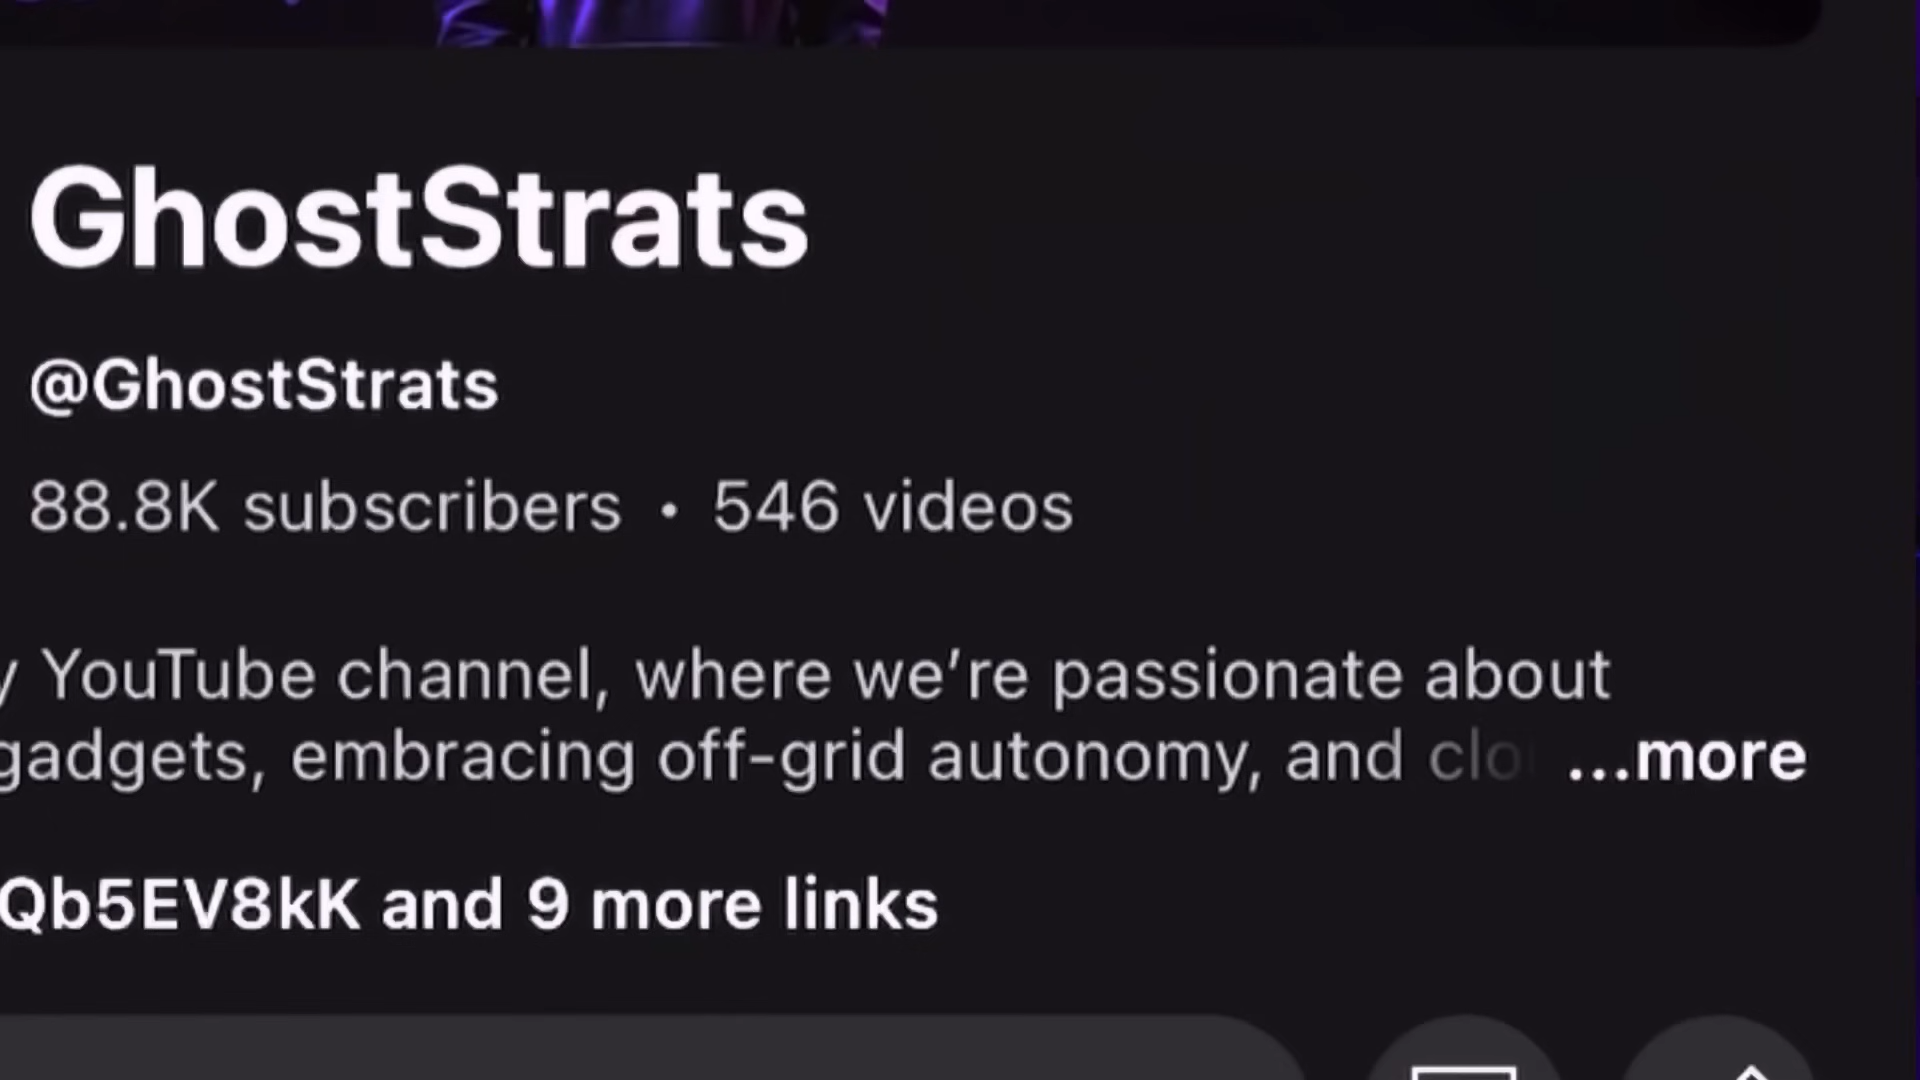 GhostStrats
@GhostStrats
88.8K subscribers • 546 videos
YouTube channel, where we’re passionate about
gadgets, embracing off-grid autonomy, and ...more
Qb5EV8kK and 9 more links